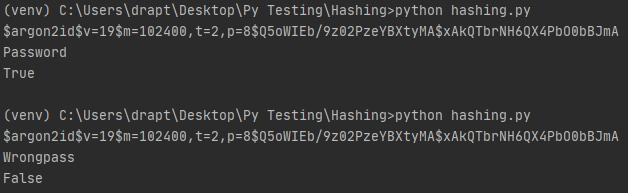 (venv) C:\Users\drapt\Desktop\Py Testing\Hashing>python hashing.py
$argon2id$v=19$m=102400,t=2,p=8$Q5oWIEb/9z02PzeYBXtyMA$xAkQTbrNH6QX4PbO0bBJmA
Password
True
(venv) C:\Users\drapt\Desktop\Py Testing\Hashing>python hashing.py
$argon2id$v=19$m=102400,t=2,p=8$Q5oWIEb/9z02PzeYBXtyMA$xAkQTbrNH6QX4PbO0bBJmA
Wrongpass
False